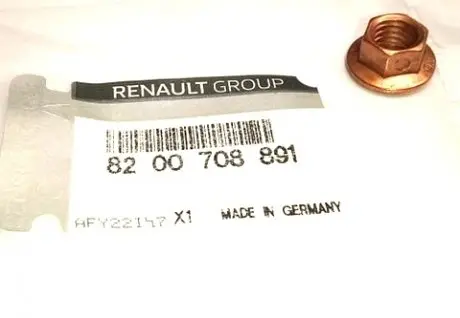 RENAULT GROUP
82 00 708 891
AFY22147 X1 MADE IN GERMANY